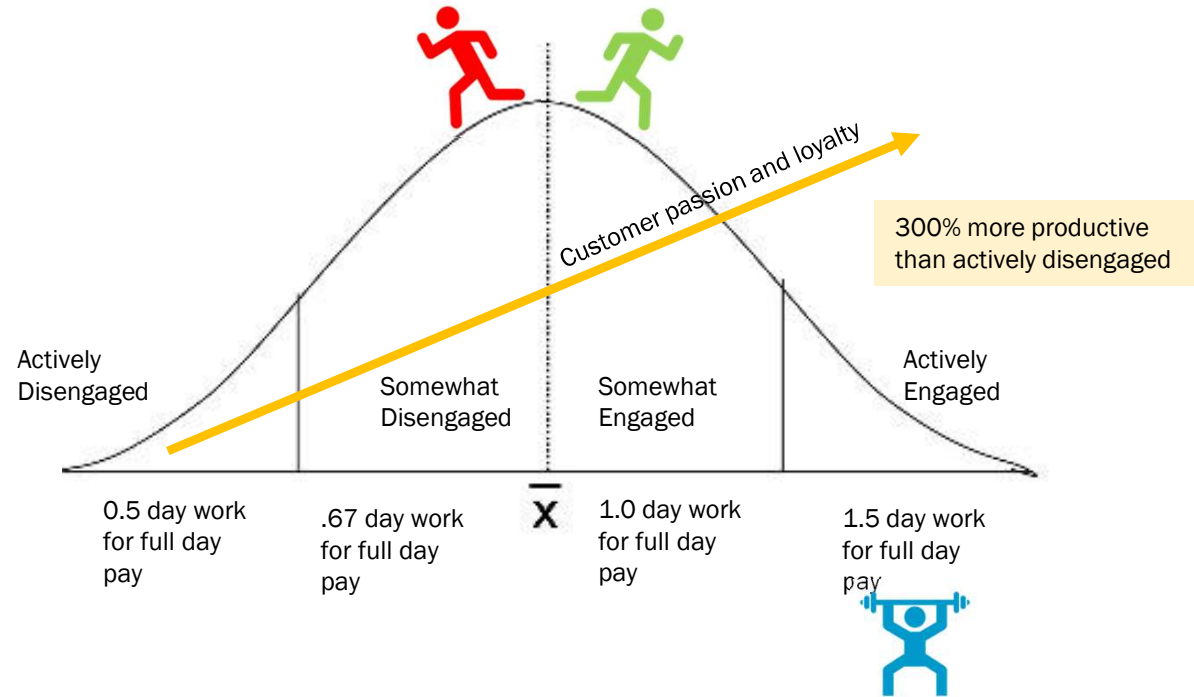 Customer passion and loyalty
300% more productive
than actively disengaged
Actively
Disengaged
Somewhat
Disengaged
Somewhat
Engaged
Actively
Engaged
0.5 day work
for full day
pay
.67 day work
for full day
pay
X̅
1.0 day work
for full day
pay
1.5 day work
for full day
pay